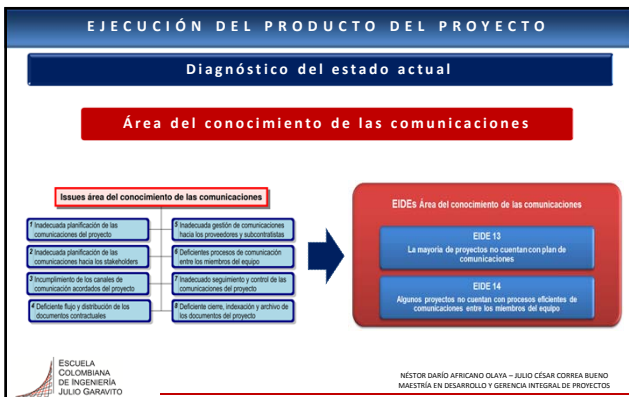 EJECUCIÓN DEL PRODUCTO DEL PROYECTO
Diagnóstico del estado actual
Área del conocimiento de las comunicaciones
Issues área del conocimiento de las comunicaciones
1 Inadecuada planificación de las
comunicaciones del proyecto
2 Inadecuada planificación de las
comunicaciones hacia los stakeholders
3 Incumplimiento de los canales de
comunicación acordados del proyecto
4 Deficiente flujo y distribución de los
documentos contractuales
5 Inadecuada gestión de comunicaciones
hacia los proveedores y subcontratistas
6 Deficientes procesos de comunicación
entre los miembros del equipo
7 Inadecuado seguimiento y control de las
comunicaciones del proyecto
8 Deficiente cierre, indexación y archivo de
los documentos del proyecto
EIDEs Área del conocimiento de las comunicaciones
EIDE 13
La mayoría de proyectos no cuentan con plan de
comunicaciones
EIDE 14
Algunos proyectos no cuentan con procesos eficientes de
comunicaciones entre los miembros del equipo
ESCUELA
COLOMBIANA
DE INGENIERÍA
JULIO GARAVITO
NÉSTOR DARÍO AFRICANO OLAYA – JULIO CÉSAR CORREA BUENO
MAESTRÍA EN DESARROLLO Y GERENCIA INTEGRAL DE PROYECTOS